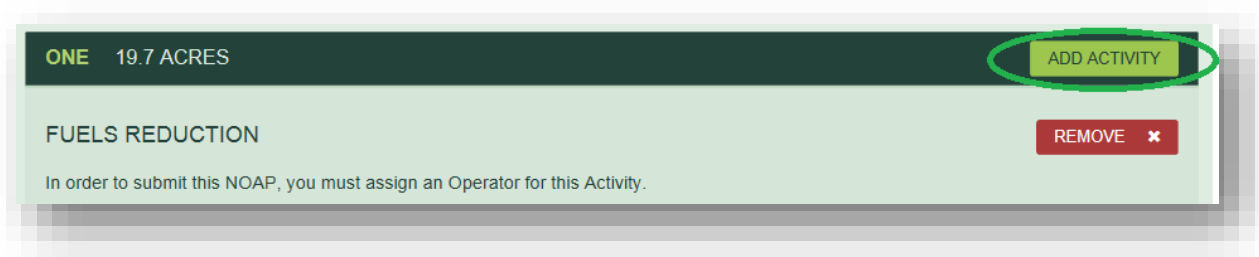 ONE 19.7 ACRES ADD ACTIVITY
FUELS REDUCTION REMOVE ✖
In order to submit this NOAP, you must assign an Operator for this Activity.